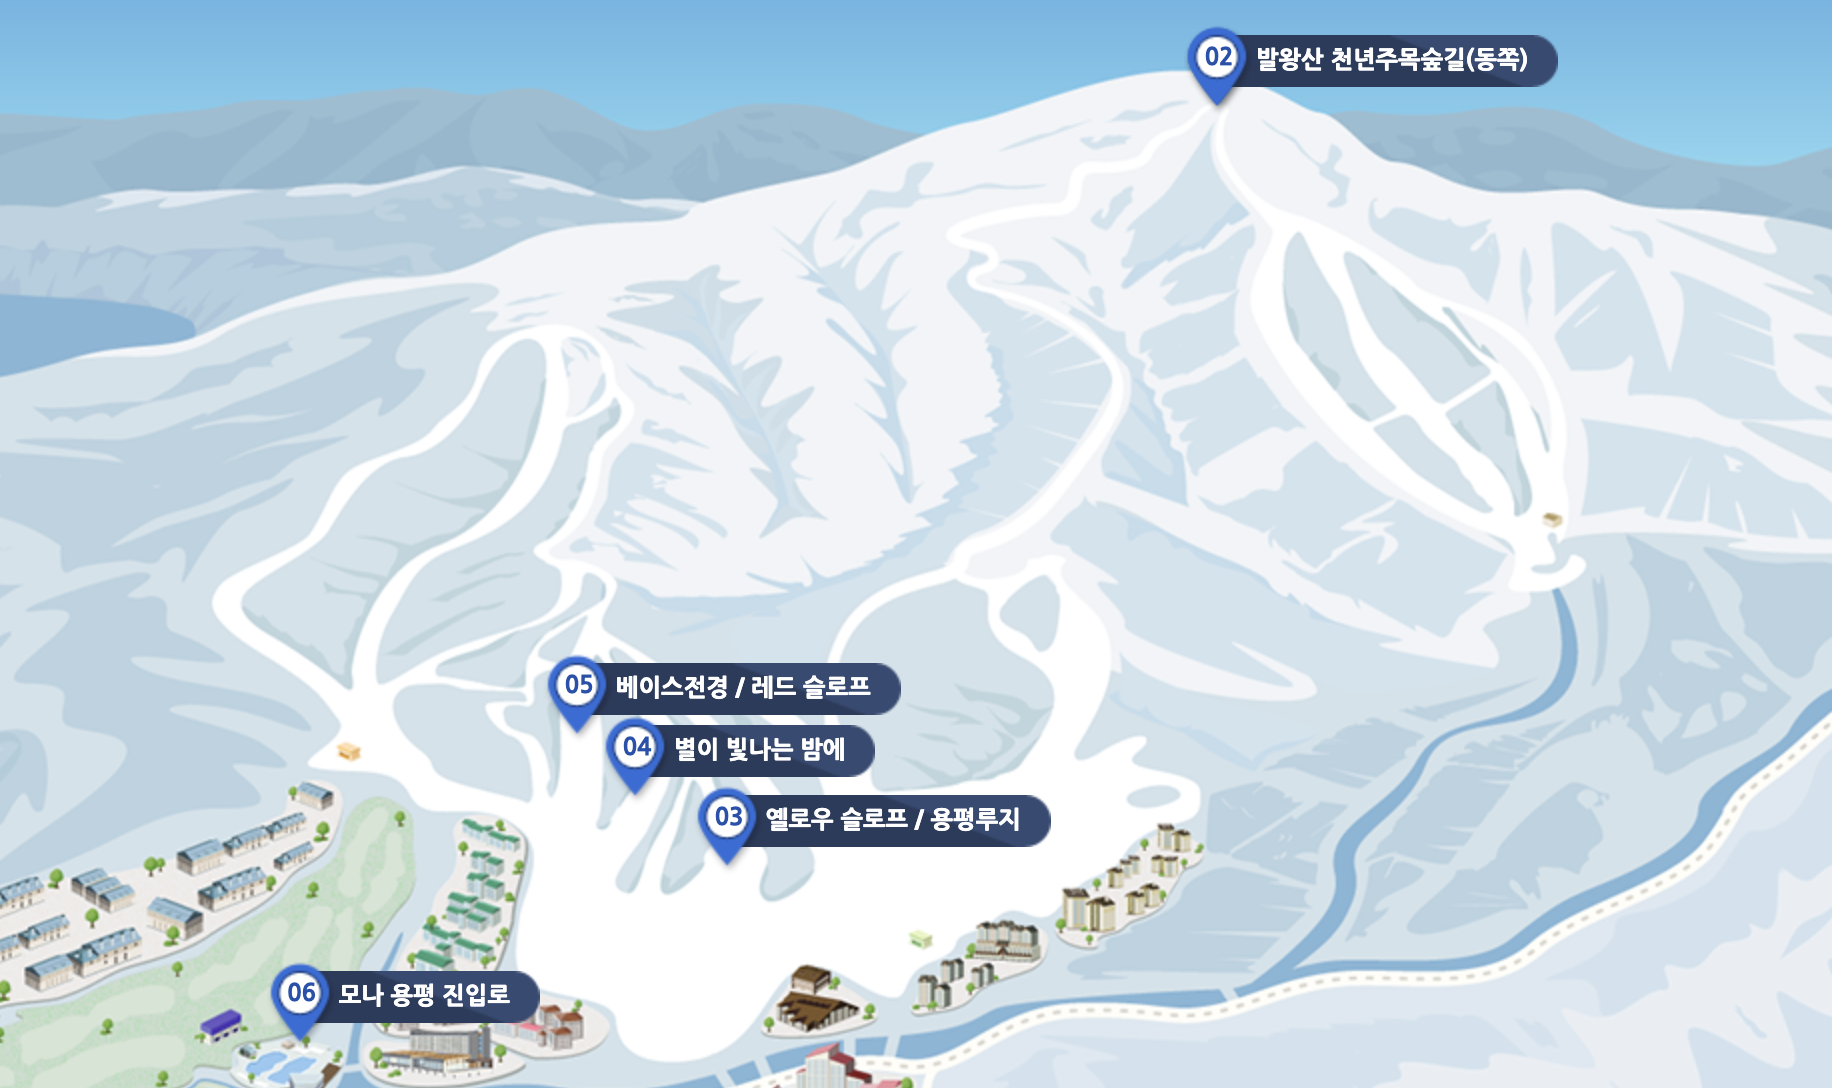 02 발왕산 천년주목숲길(동쪽)
05 베이스전경 / 레드 슬로프
04 별이 빛나는 밤에
03 옐로우 슬로프 / 용평루지
06 모나 용평 진입로